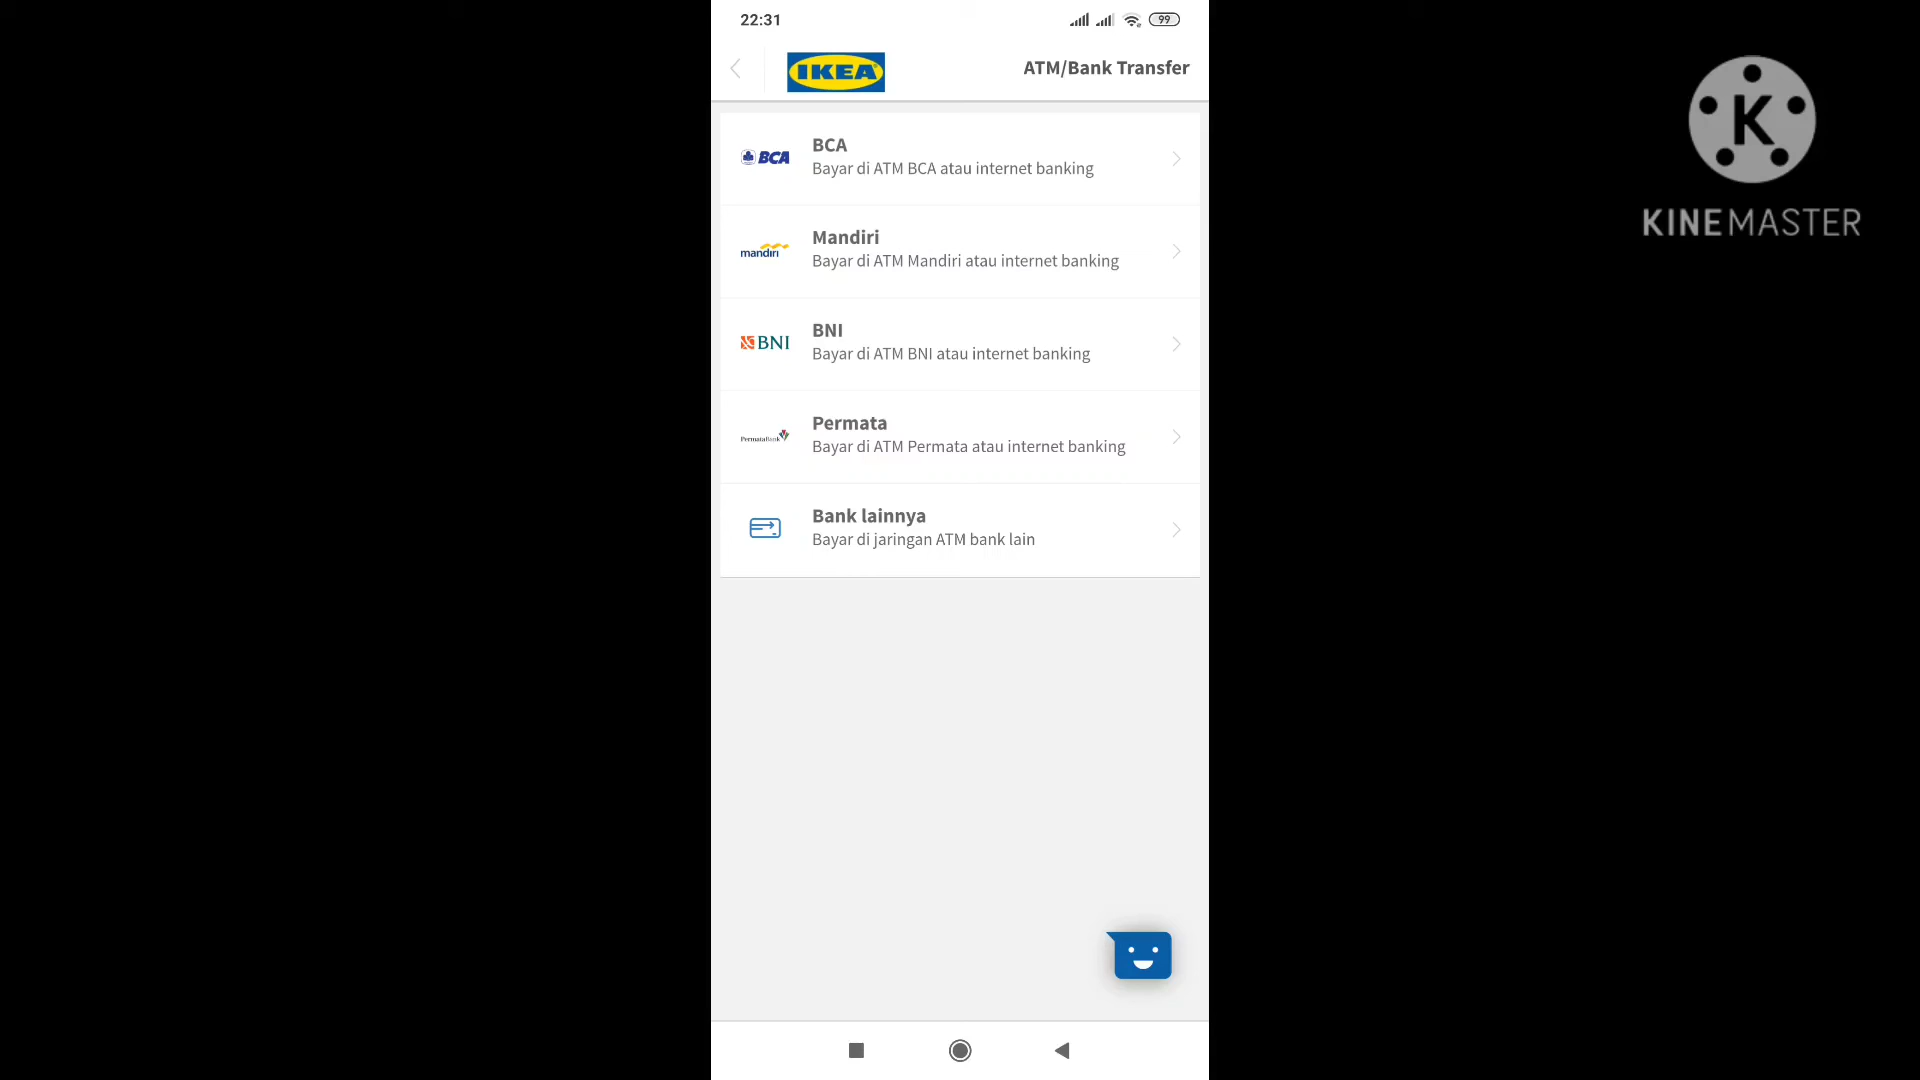 22:31
99
IKEA
ATM/Bank Transfer
BCA
BCA
Bayar di ATM BCA atau internet banking
mandiri
Mandiri
Bayar di ATM Mandiri atau internet banking
BNI
BNI
Bayar di ATM BNI atau internet banking
PermataBank
Permata
Bayar di ATM Permata atau internet banking
Bank lainnya
Bayar di jaringan ATM bank lain
K
KINEMASTER